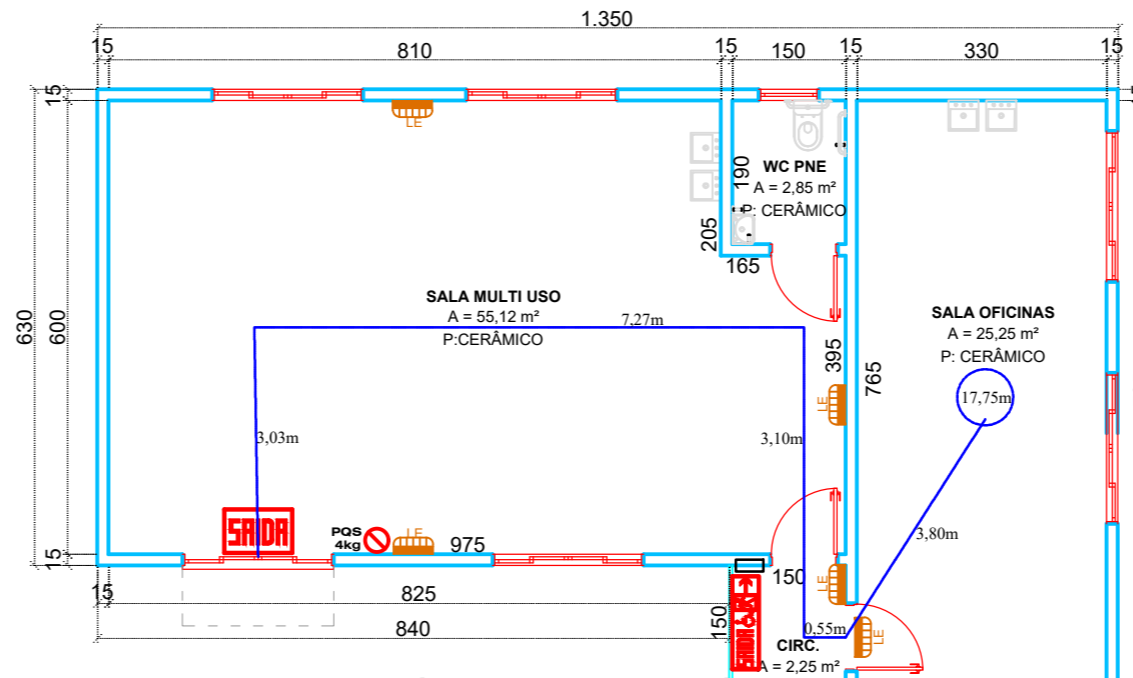 1.350
15
810
15
150
15
330
15
15
LE
WC PNE
A = 2,85 m²
P: CERÂMICO
190
205
165
SALA MULTI USO
A = 55,12 m²
P:CERÂMICO
7,27m
SALA OFICINAS
A = 25,25 m²
P: CERÂMICO
630
600
395
765
LE
17,75m
3,03m
3,10m
SAIDA
PQS
4kg
LE
975
3,80m
15
150
LE
15
825
840
150
SAIDA
0,55m
LE
CIRC.
A = 2,25 m²